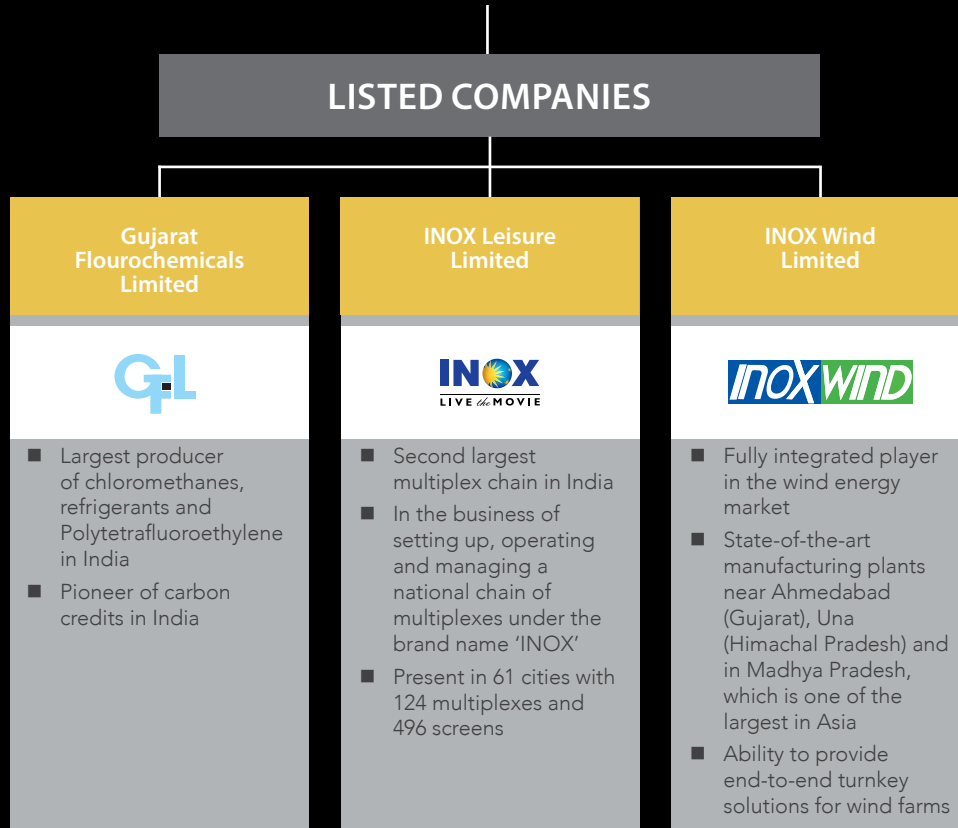 LISTED COMPANIES
Gujarat
Flourochemicals
Limited
GFL
■ Largest producer
of chloromethanes,
refrigerants and
Polytetrafluoroethylene
in India
■ Pioneer of carbon
credits in India
INOX Leisure
Limited
INOX
LIVE the MOVIE
■ Second largest
multiplex chain in India
■ In the business of
setting up, operating
and managing a
national chain of
multiplexes under the
brand name ‘INOX’
■ Present in 61 cities with
124 multiplexes and
496 screens
INOX Wind
Limited
INOXWIND
■ Fully integrated player
in the wind energy
market
■ State-of-the-art
manufacturing plants
near Ahmedabad
(Gujarat), Una
(Himachal Pradesh) and
in Madhya Pradesh,
which is one of the
largest in Asia
■ Ability to provide
end-to-end turnkey
solutions for wind farms